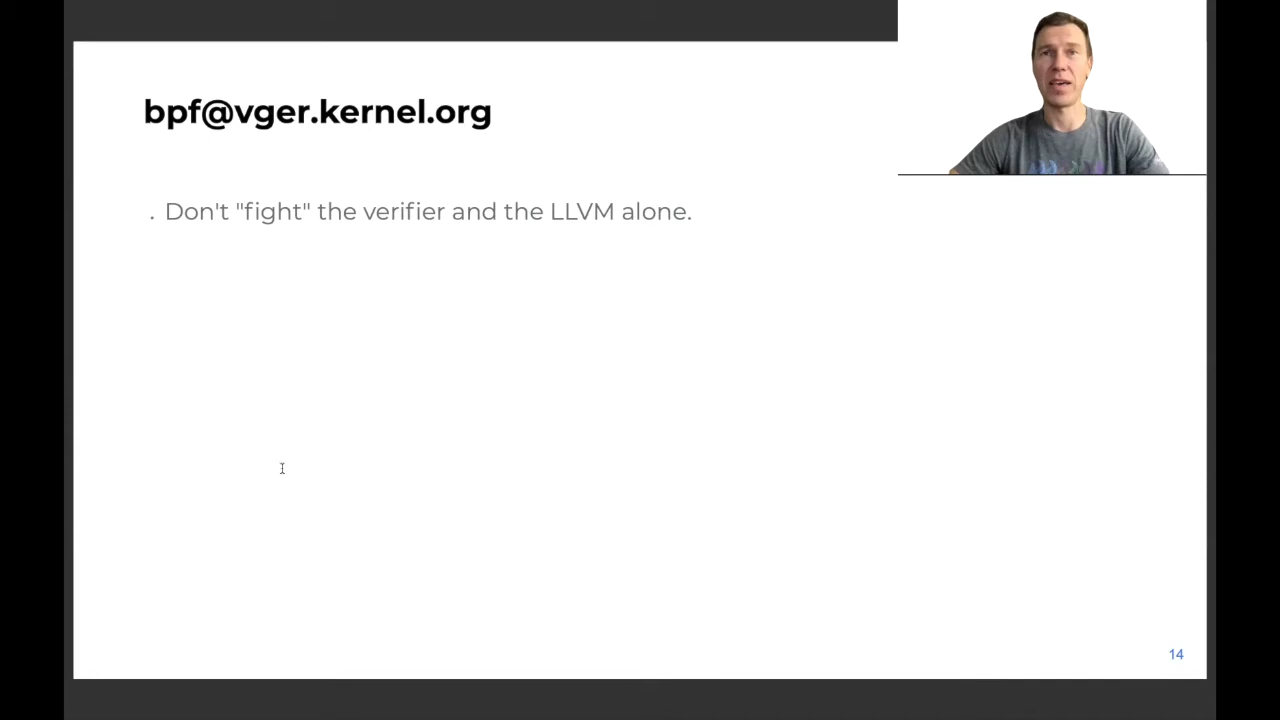 bpf@vger.kernel.org
. Don't "fight" the verifier and the LLVM alone.
14